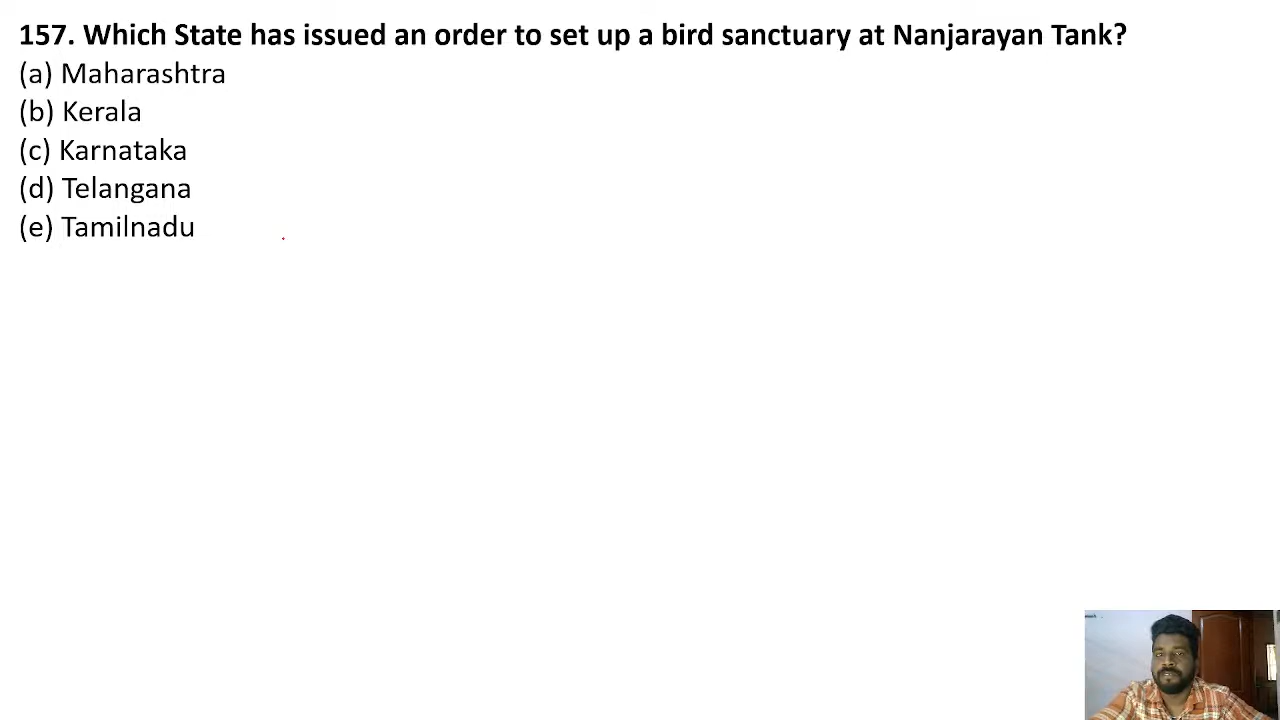 157. Which State has issued an order to set up a bird sanctuary at Nanjarayan Tank?
(a) Maharashtra
(b) Kerala
(c) Karnataka
(d) Telangana
(e) Tamilnadu